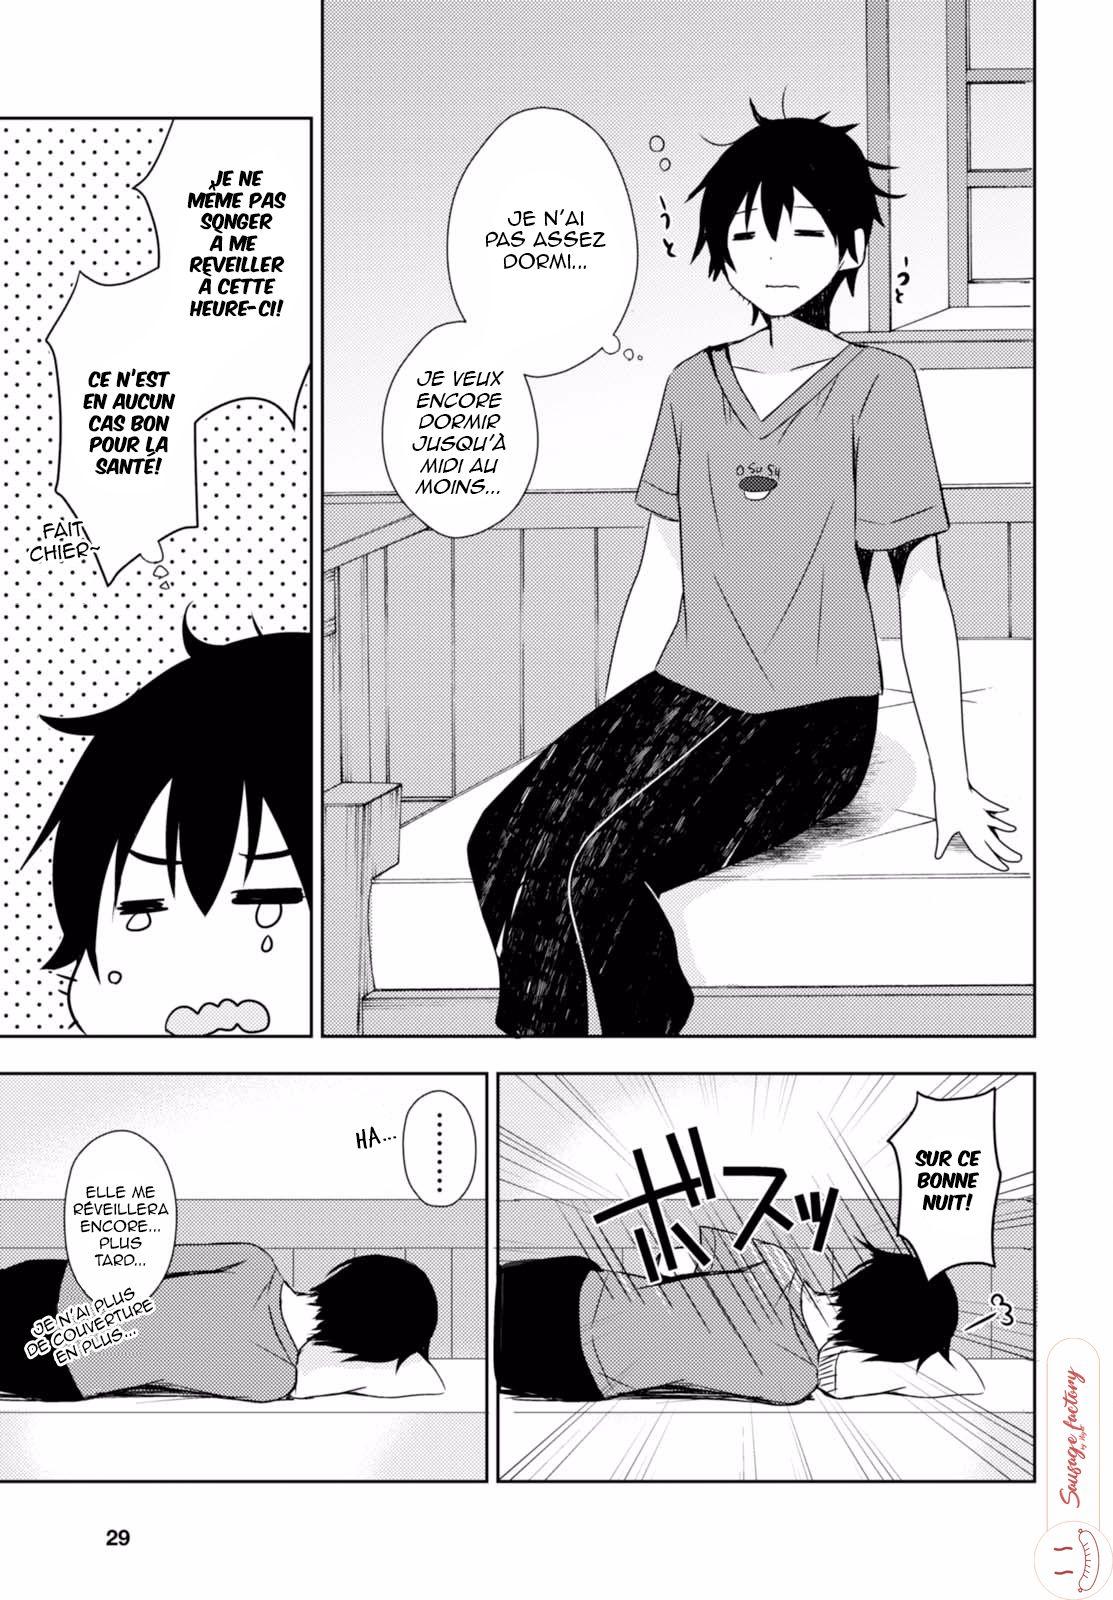 JE N'AI
PAS ASSEZ
DORMI...
JE VEUX
ENCORE
DORMIR
JUSQU'À
MIDI AU
MOINS...
うとっ
うとっ
OSUSU
JE NE
MÊME PAS
SONGER
A ME
RÉVEILLER
À CETTE
HEURE-CI!
CE N'EST
EN AUCUN
CAS BON
POUR LA
SANTÉ!
FAIT
CHIER~
SUR CE
BONNE
NUIT!
ボスッ
.........
HA...
ELLE ME
RÉVEILLERA
ENCORE...
PLUS
TARD...
JE N'AI PLUS
DE COUVERTURE
EN PLUS...
29
Sausage factory